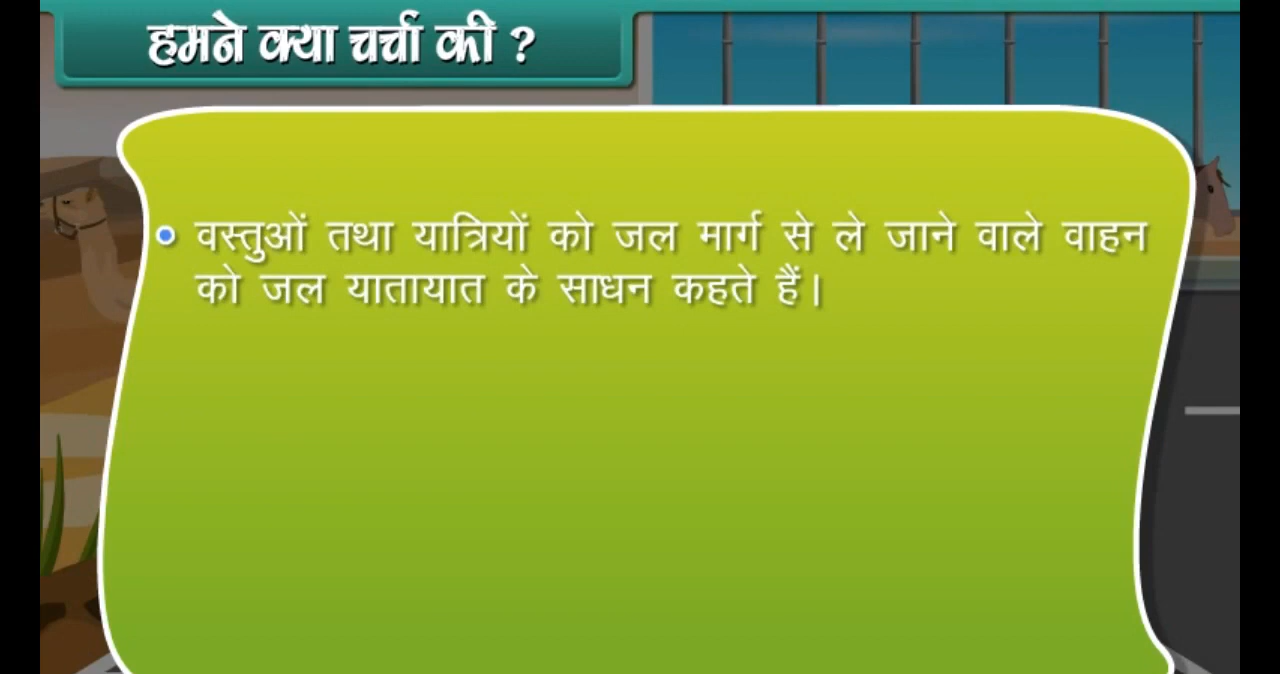 हमने क्या चर्चा की ?
• वस्तुओं तथा यात्रियों को जल मार्ग से ले जाने वाले वाहन
को जल यातायात के साधन कहते हैं।